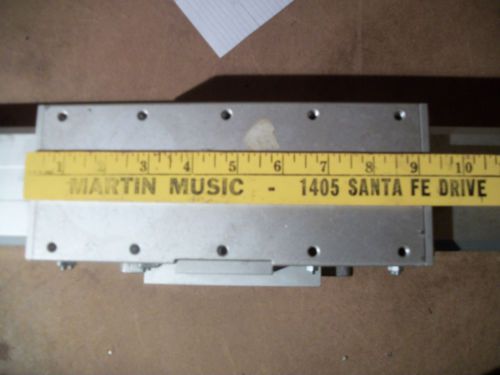 1 2 3 4 5 6 7 8 9 10
MARTIN MUSIC - 1405 SANTA FE DRIVE